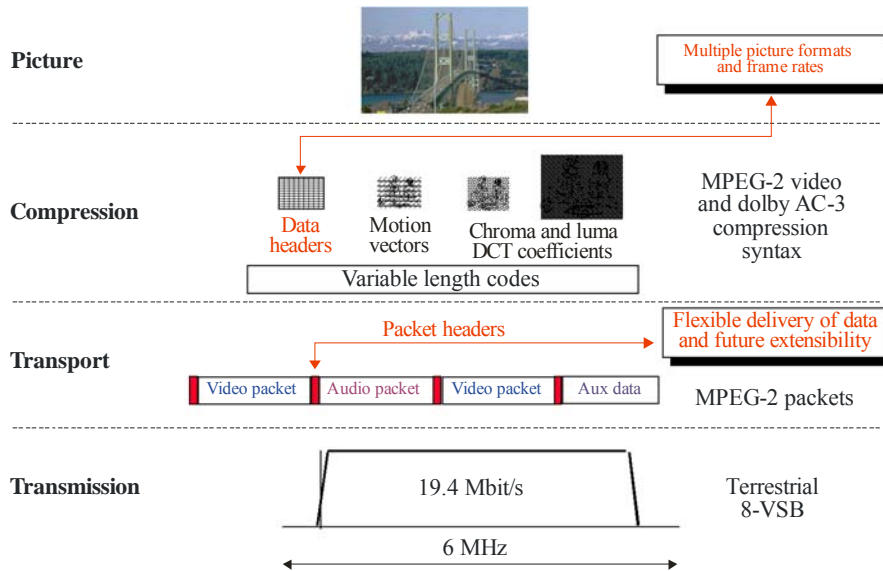 Picture
Multiple picture formats
and frame rates
Compression
Data
headers
Motion
vectors
Chroma and luma
DCT coefficients
Variable length codes
MPEG-2 video
and dolby AC-3
compression
syntax
Transport
Packet headers
Flexible delivery of data
and future extensibility
Video packet
Audio packet
Video packet
Aux data
MPEG-2 packets
Transmission
19.4 Mbit/s
6 MHz
Terrestrial
8-VSB